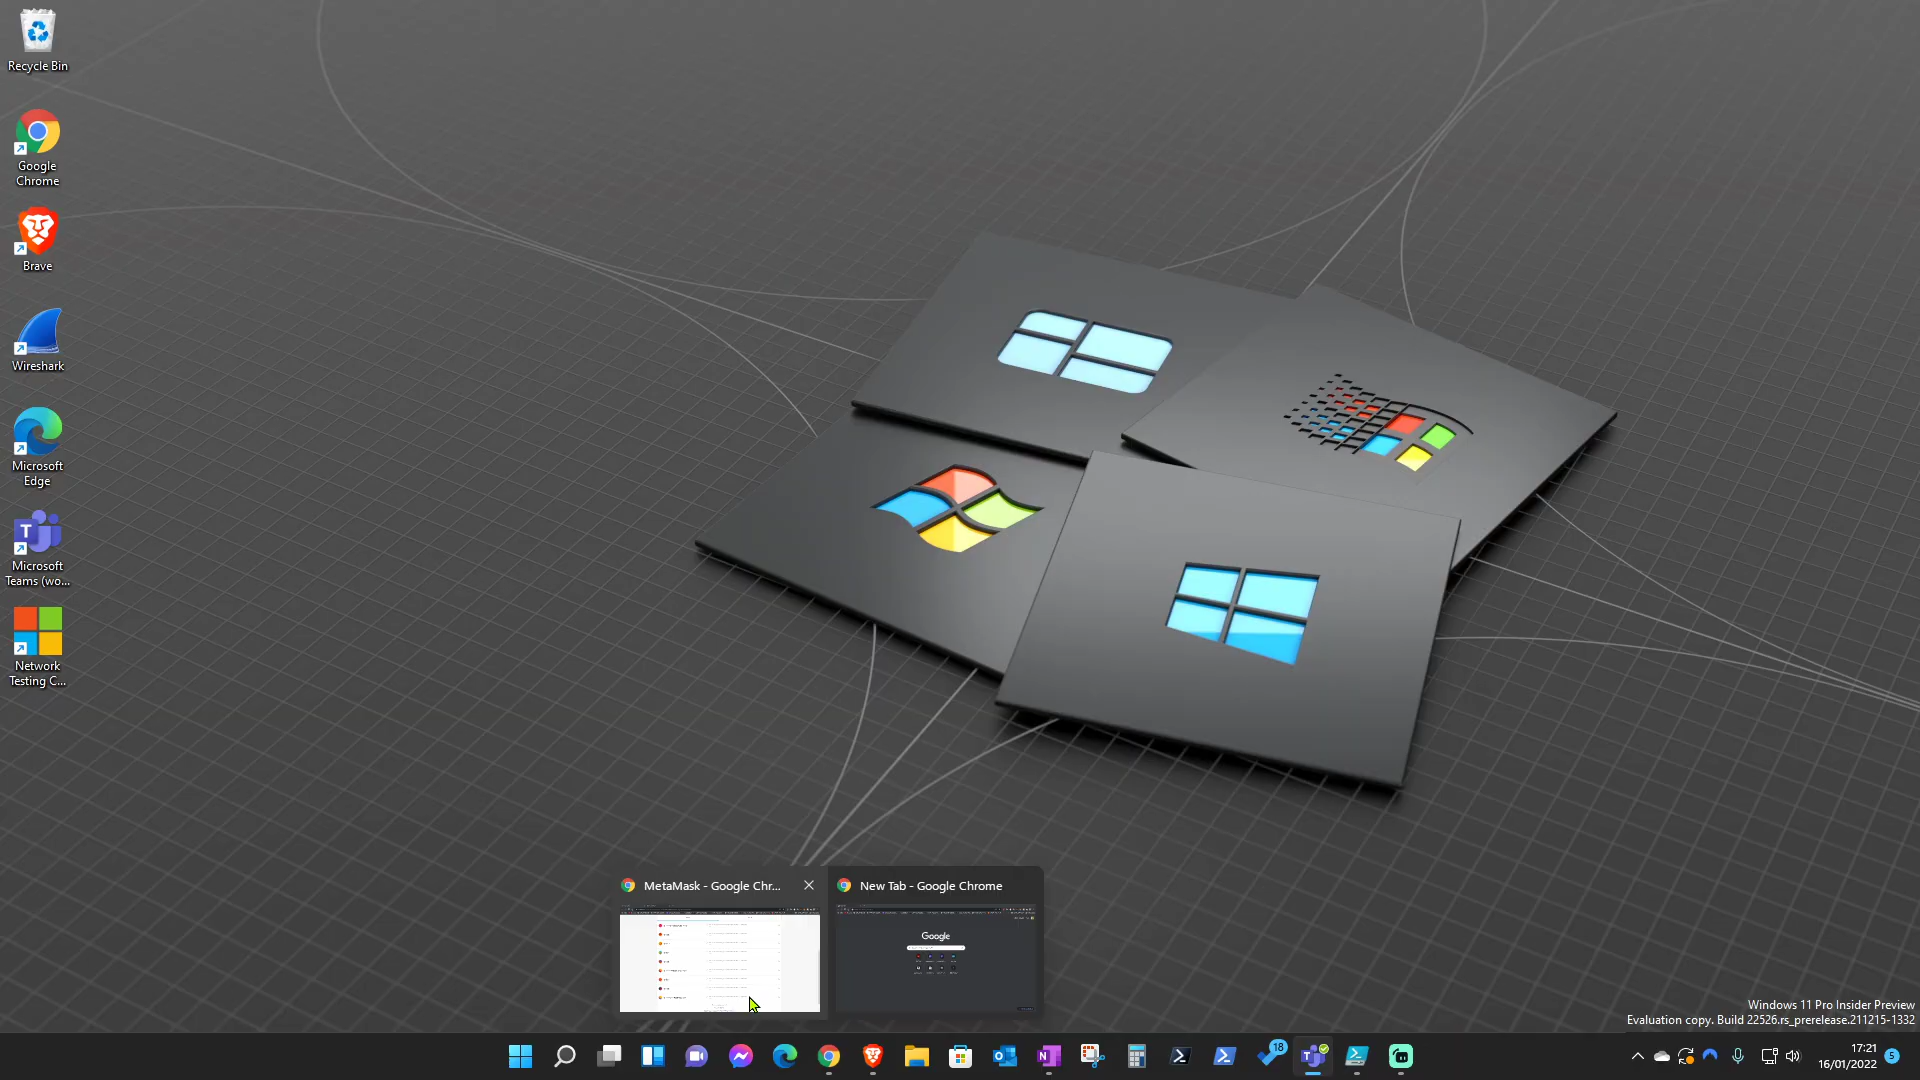 Recycle Bin
Google
Chrome
Brave
Wireshark
Microsoft
Edge
Microsoft
Teams (wo...
Network
Testing C...
MetaMask - Google Chr...
New Tab - Google Chrome
Google
Windows 11 Pro Insider Preview
Evaluation copy. Build 22526.rs_prerelease.211215-1332
18
17:21
16/01/2022
5